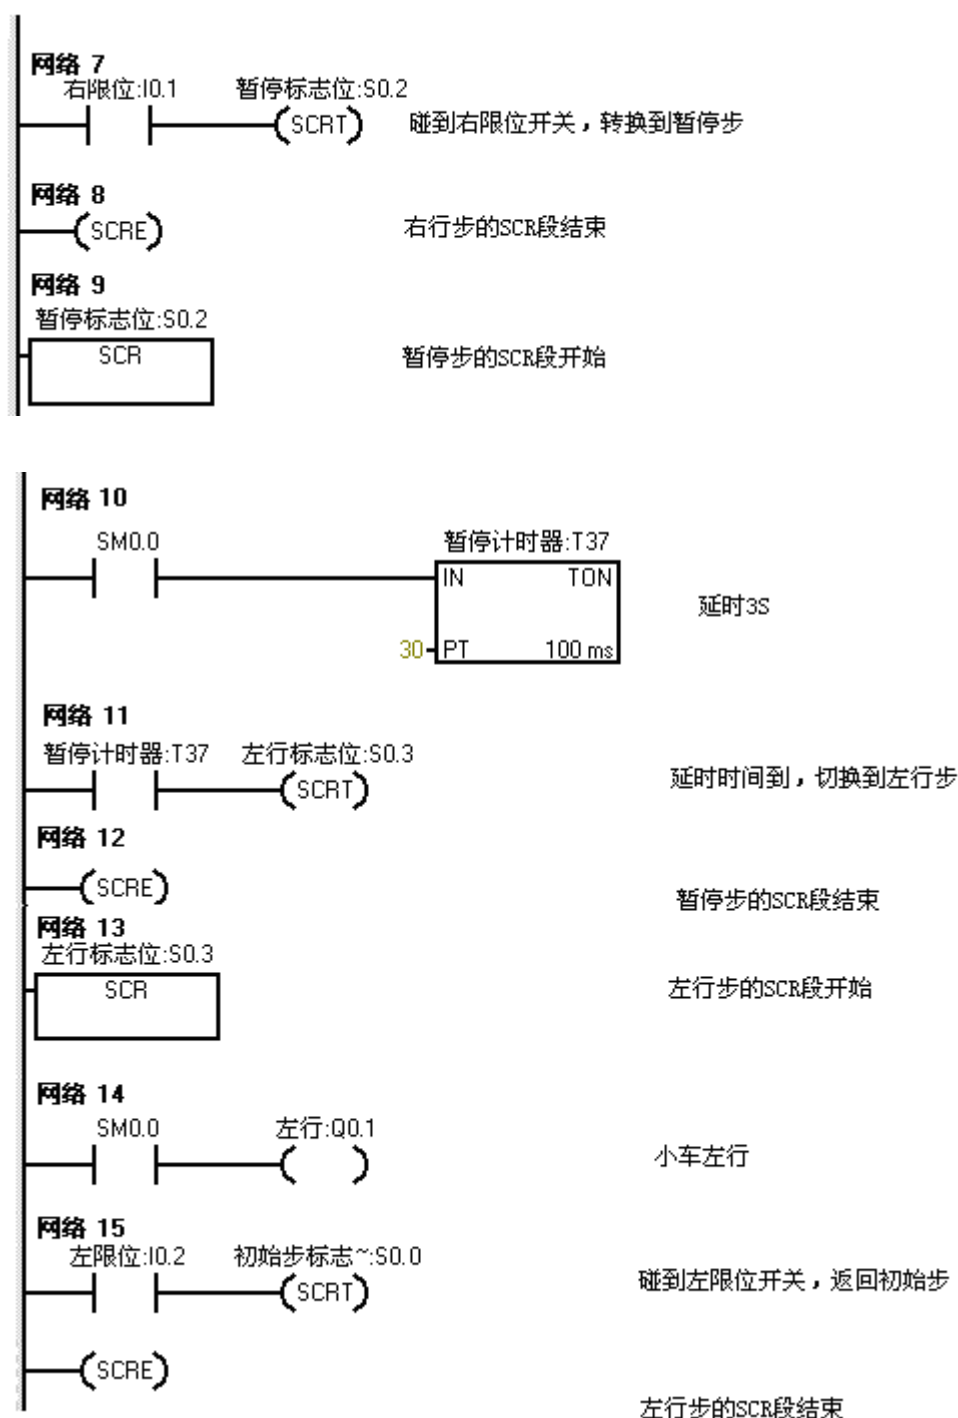 网络 7
右限位:I0.1 暂停标志位:S0.2
SCRT 碰到右限位开关，转换到暂停步
网络 8
SCRE 右行步的SCR段结束
网络 9
暂停标志位:S0.2
SCR 暂停步的SCR段开始
网络 10
SM0.0 暂停计时器:T37
IN TON
延时3S
30 PT 100 ms
网络 11
暂停计时器:T37 左行标志位:S0.3
SCRT 延时时间到，切换到左行步
网络 12
SCRE 暂停步的SCR段结束
网络 13
左行标志位:S0.3
SCR 左行步的SCR段开始
网络 14
SM0.0 左行:Q0.1
小车左行
网络 15
左限位:I0.2 初始步标志~:S0.0
SCRT 碰到左限位开关，返回初始步
SCRE
左行步的SCR段结束